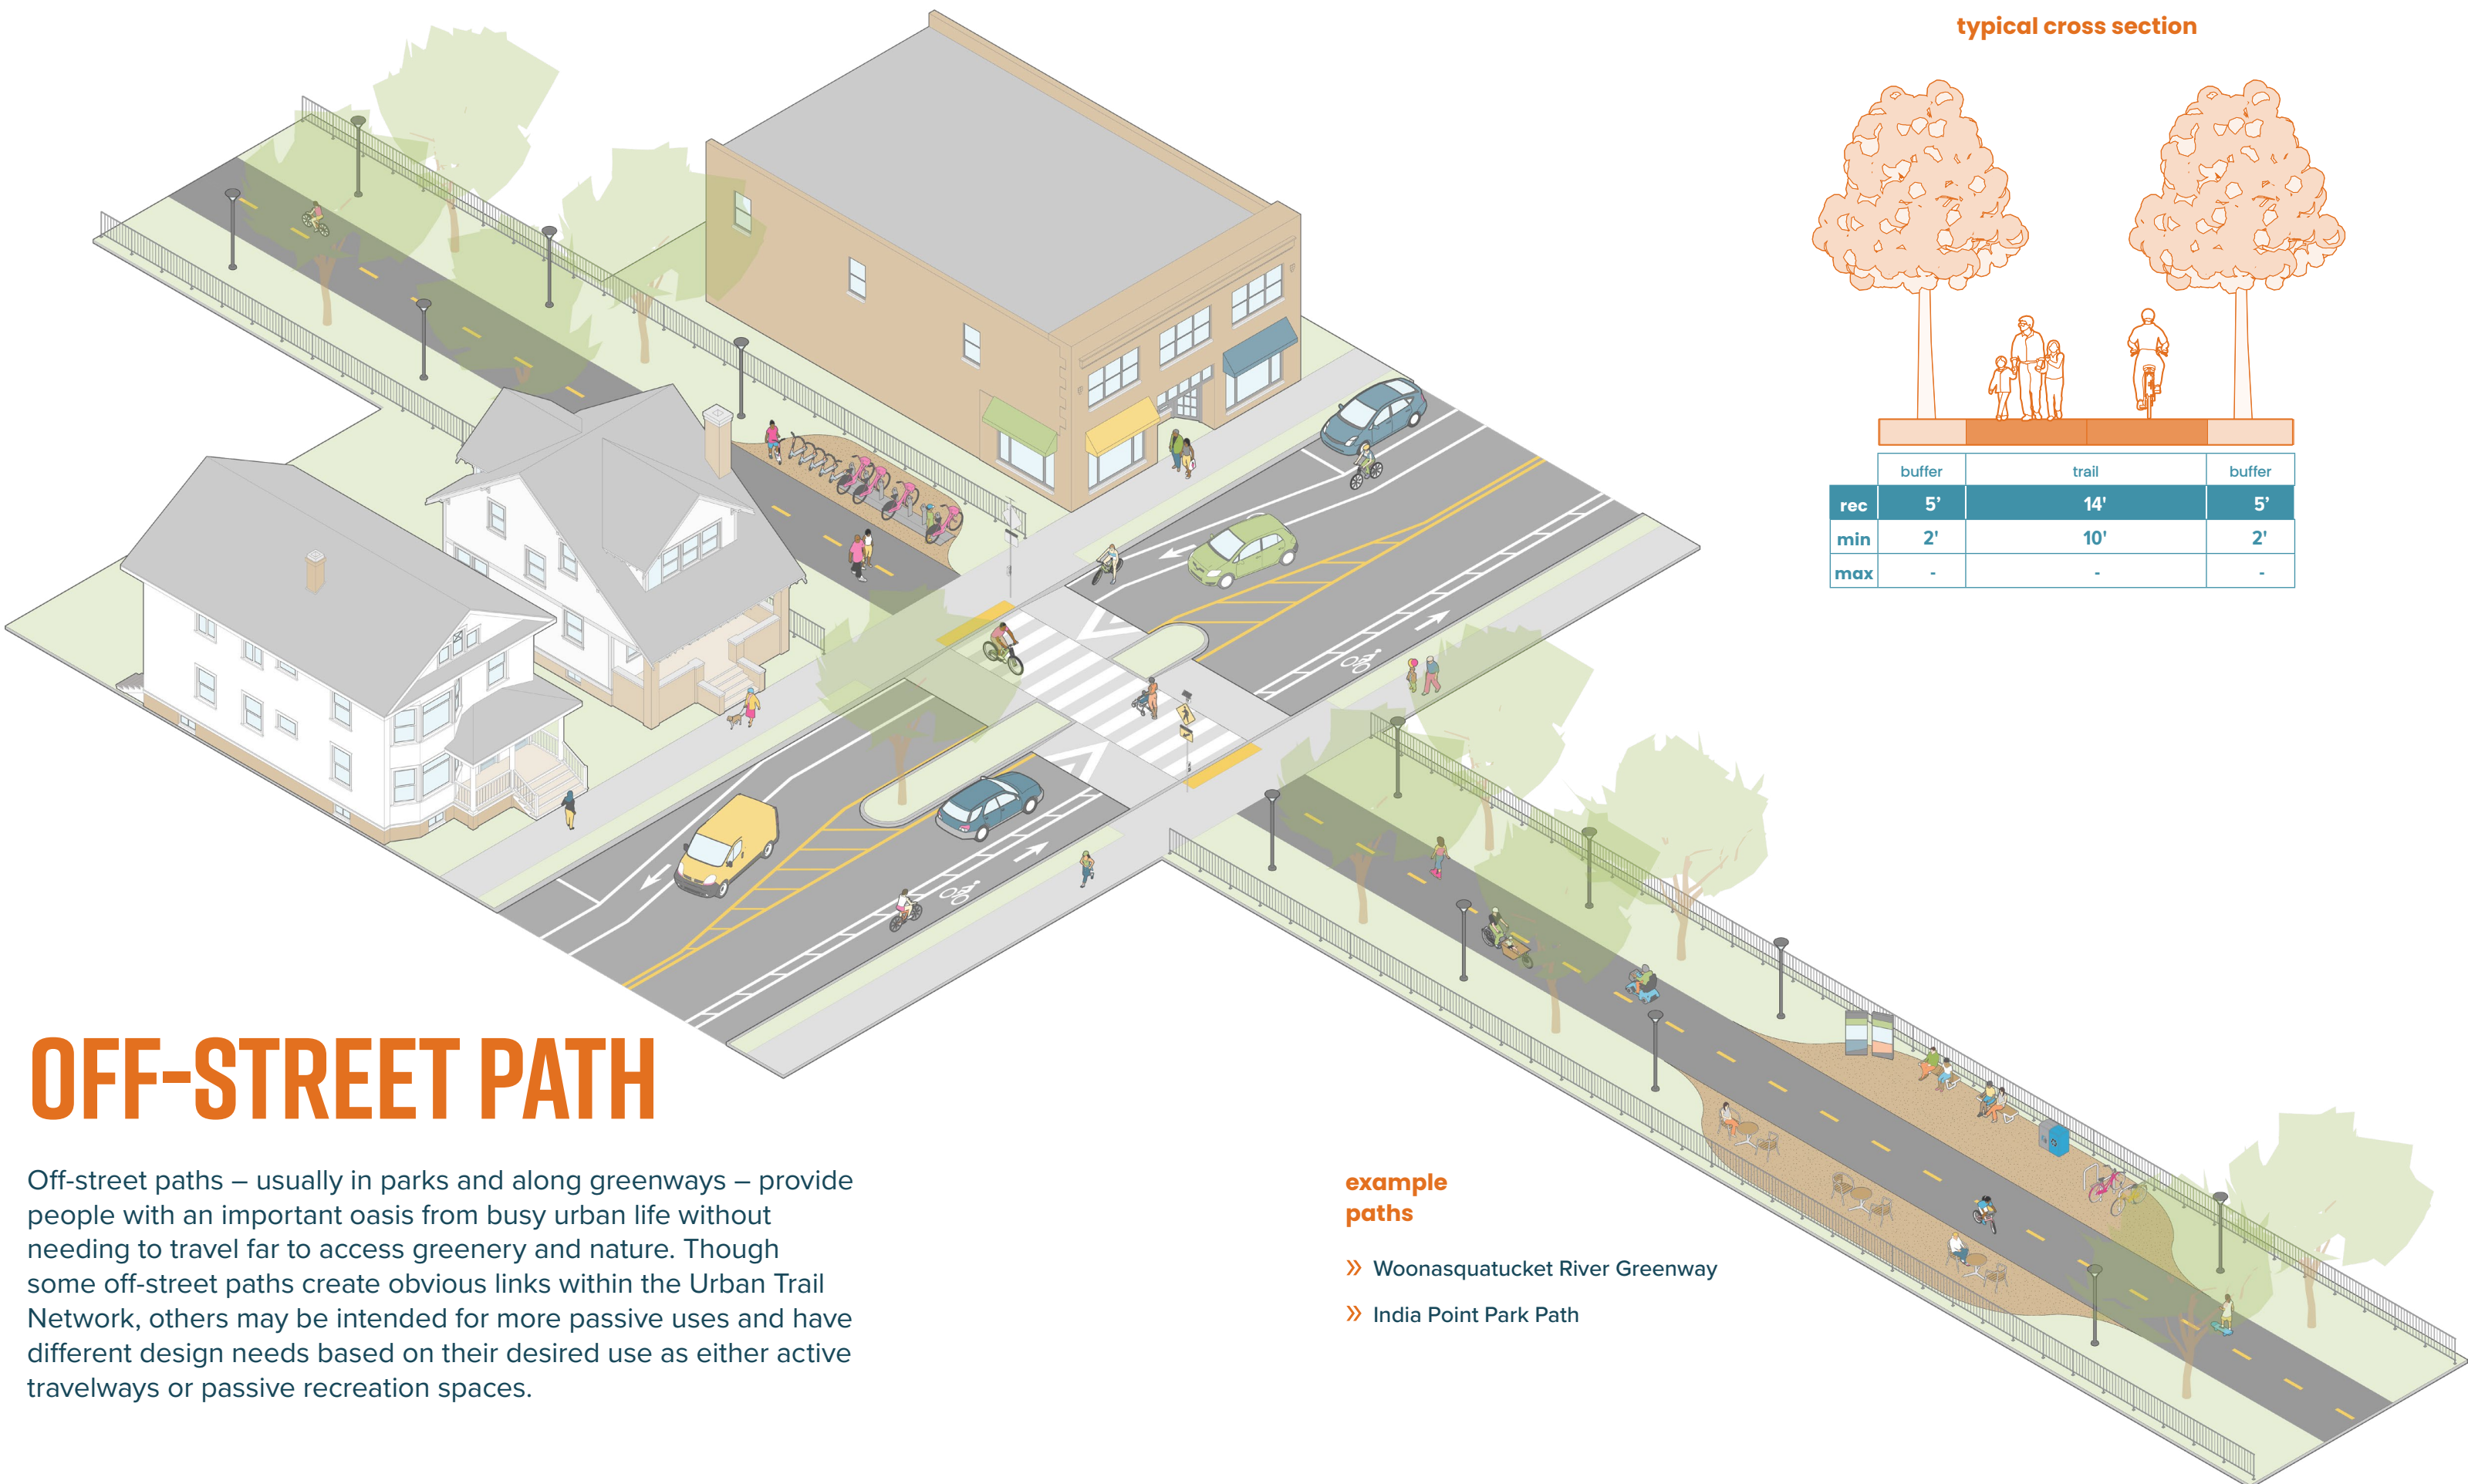 typical cross section
buffer trail buffer
rec 5' 14' 5'
min 2' 10' 2'
max - - -
OFF-STREET PATH
Off-street paths – usually in parks and along greenways – provide
people with an important oasis from busy urban life without
needing to travel far to access greenery and nature. Though
some off-street paths create obvious links within the Urban Trail
Network, others may be intended for more passive uses and have
different design needs based on their desired use as either active
travelways or passive recreation spaces.
example
paths
» Woonasquatucket River Greenway
» India Point Park Path